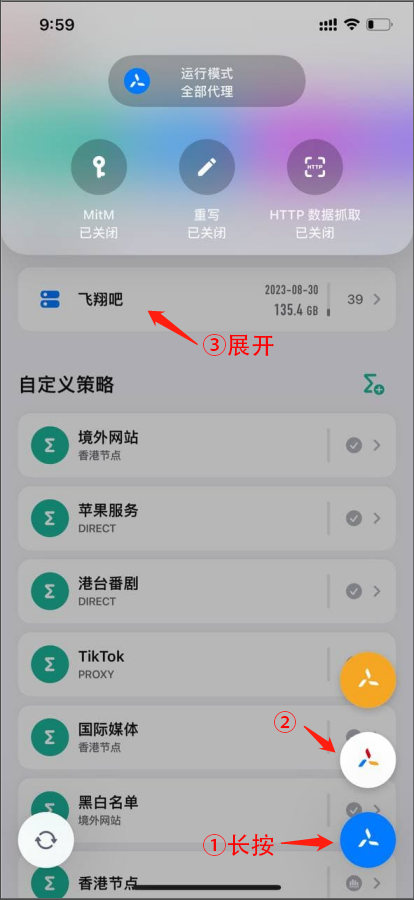 9:59
运行模式
全部代理
HTTP
MitM
已关闭
重写
已关闭
HTTP 数据抓取
已关闭
飞翔吧
2023-08-30
135.4 GB
39
③展开
自定义策略
境外网站
香港节点
苹果服务
DIRECT
港台番剧
DIRECT
TikTok
PROXY
国际媒体
香港节点
②
黑白名单
境外网站
①长按
香港节点